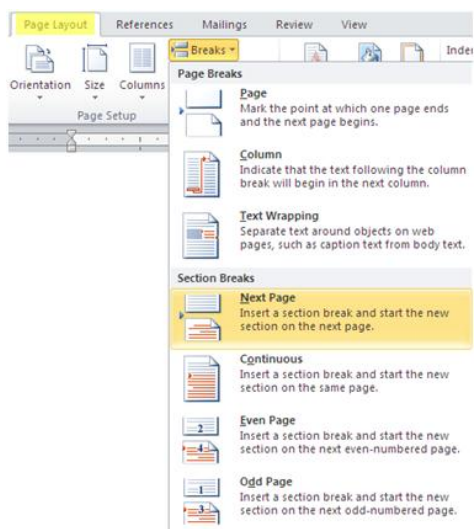 Page Layout References Mailings Review View
Breaks
Inde
Orientation Size Columns
Page Setup
Page Breaks
Page
Mark the point at which one page ends
and the next page begins.
Column
Indicate that the text following the column
break will begin in the next column.
Text Wrapping
Separate text around objects on web
pages, such as caption text from body text.
Section Breaks
Next Page
Insert a section break and start the new
section on the next page.
Continuous
Insert a section break and start the new
section on the same page.
2
4
Even Page
Insert a section break and start the new
section on the next even-numbered page.
1
3
Odd Page
Insert a section break and start the new
section on the next odd-numbered page.